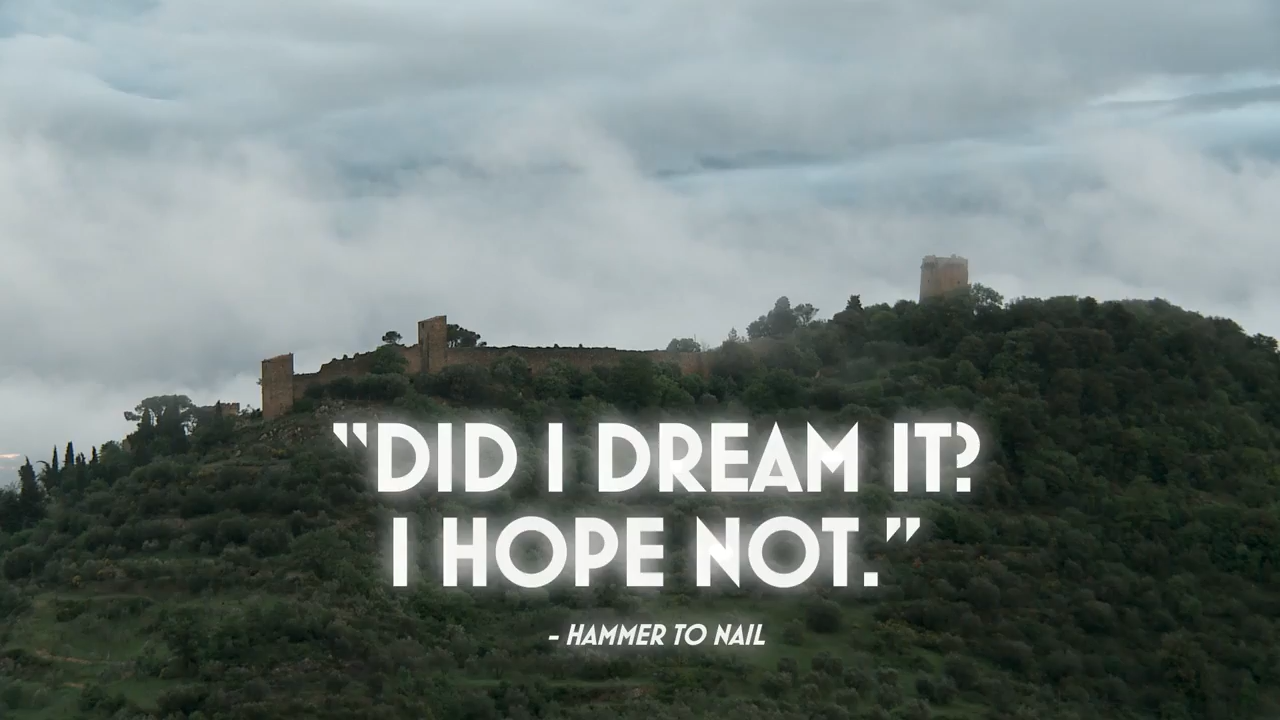 “DID I DREAM IT?
I HOPE NOT.”
- HAMMER TO NAIL